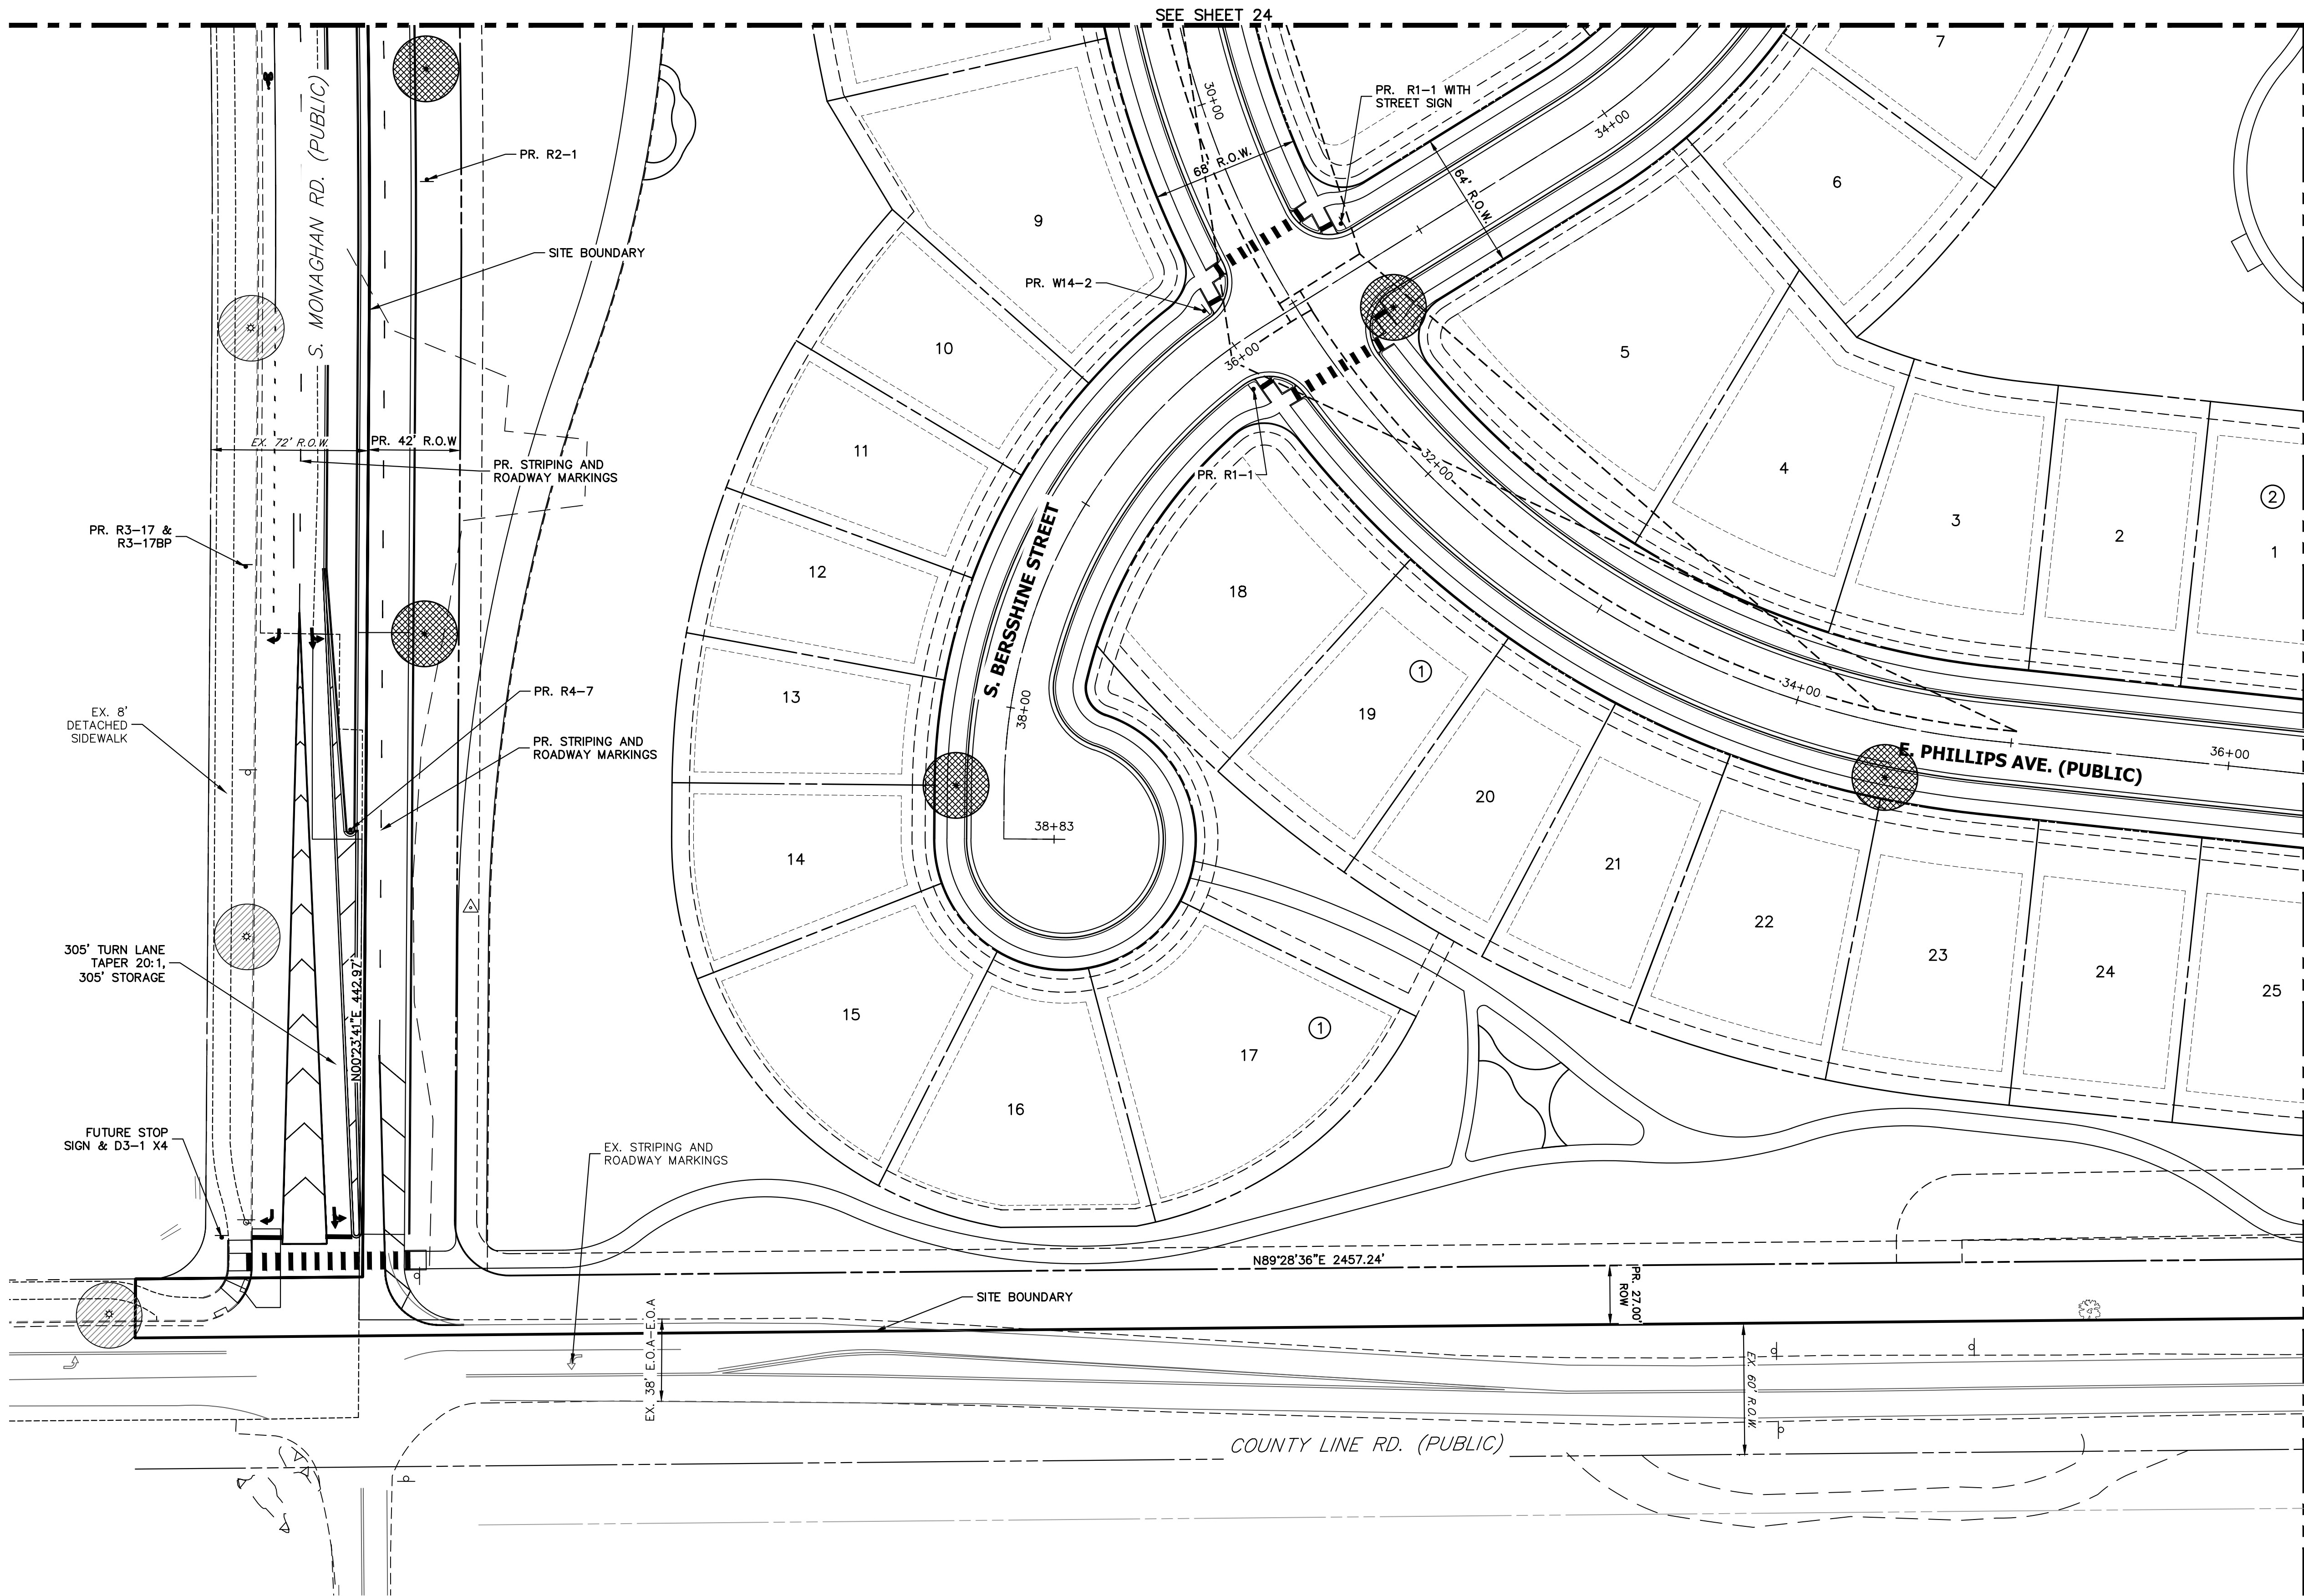 SEE SHEET 24
S. MONAGHAN RD. (PUBLIC)
PR. R2-1
SITE BOUNDARY
EX. 72' R.O.W.
PR. 42' R.O.W
PR. STRIPING AND
ROADWAY MARKINGS
PR. R3-17 &
R3-17BP
PR. R4-7
EX. 8'
DETACHED
SIDEWALK
PR. STRIPING AND
ROADWAY MARKINGS
305' TURN LANE
TAPER 20:1,
305' STORAGE
N00°23'41"E 442.97'
FUTURE STOP
SIGN & D3-1 X4
EX. STRIPING AND
ROADWAY MARKINGS
30+00
68' R.O.W.
PR. R1-1 WITH
STREET SIGN
34+00
64' R.O.W.
PR. W14-2
36+00
PR. R1-1
32+00
S. BERSSHINE STREET
38+00
38+83
34+00
E. PHILLIPS AVE. (PUBLIC)
36+00
7
6
9
5
10
4
11
3
2
1
2
12
18
1
13
19
20
14
21
22
23
24
25
15
17
1
16
N89°28'36"E 2457.24'
PR. 27.00'
ROW
SITE BOUNDARY
EX. 38' E.O.A-E.O.A
EX. 60' R.O.W.
COUNTY LINE RD. (PUBLIC)